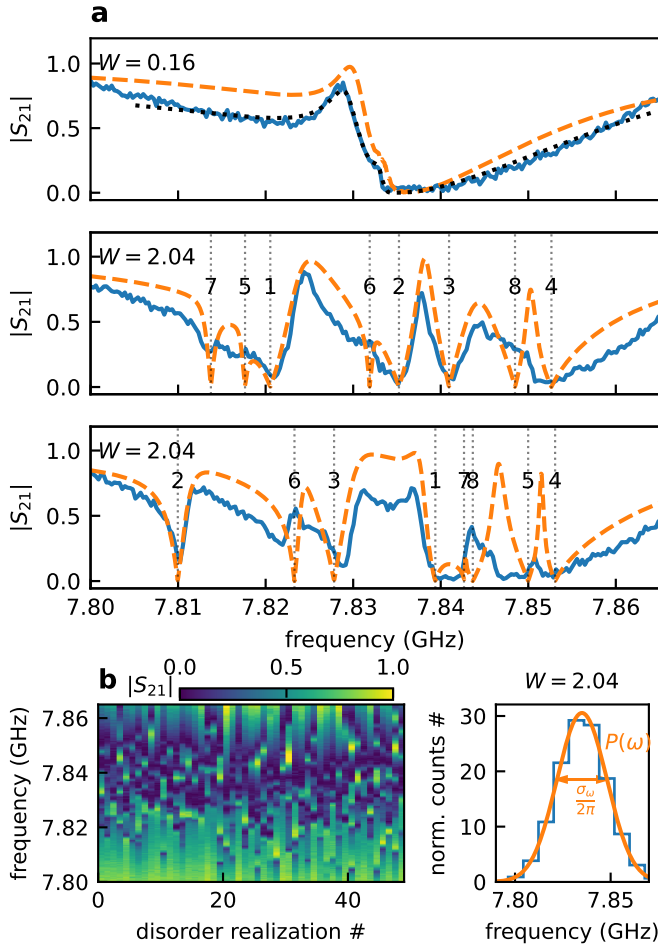 a
W = 0.16
|S21|
1.0
0.5
0.0
W = 2.04
|S21|
1.0
0.5
0.0
7 5 1 6 2 3 8 4
W = 2.04
|S21|
1.0
0.5
0.0
2 6 3 1 7 8 5 4
7.80 7.81 7.82 7.83 7.84 7.85 7.86
frequency (GHz)
b
|S21|
0.0 0.5 1.0
frequency (GHz)
7.86
7.84
7.82
7.80
0 20 40
disorder realization #
W = 2.04
norm. counts #
30
20
10
0
P(ω)
σω
2π
7.80 7.85
frequency (GHz)